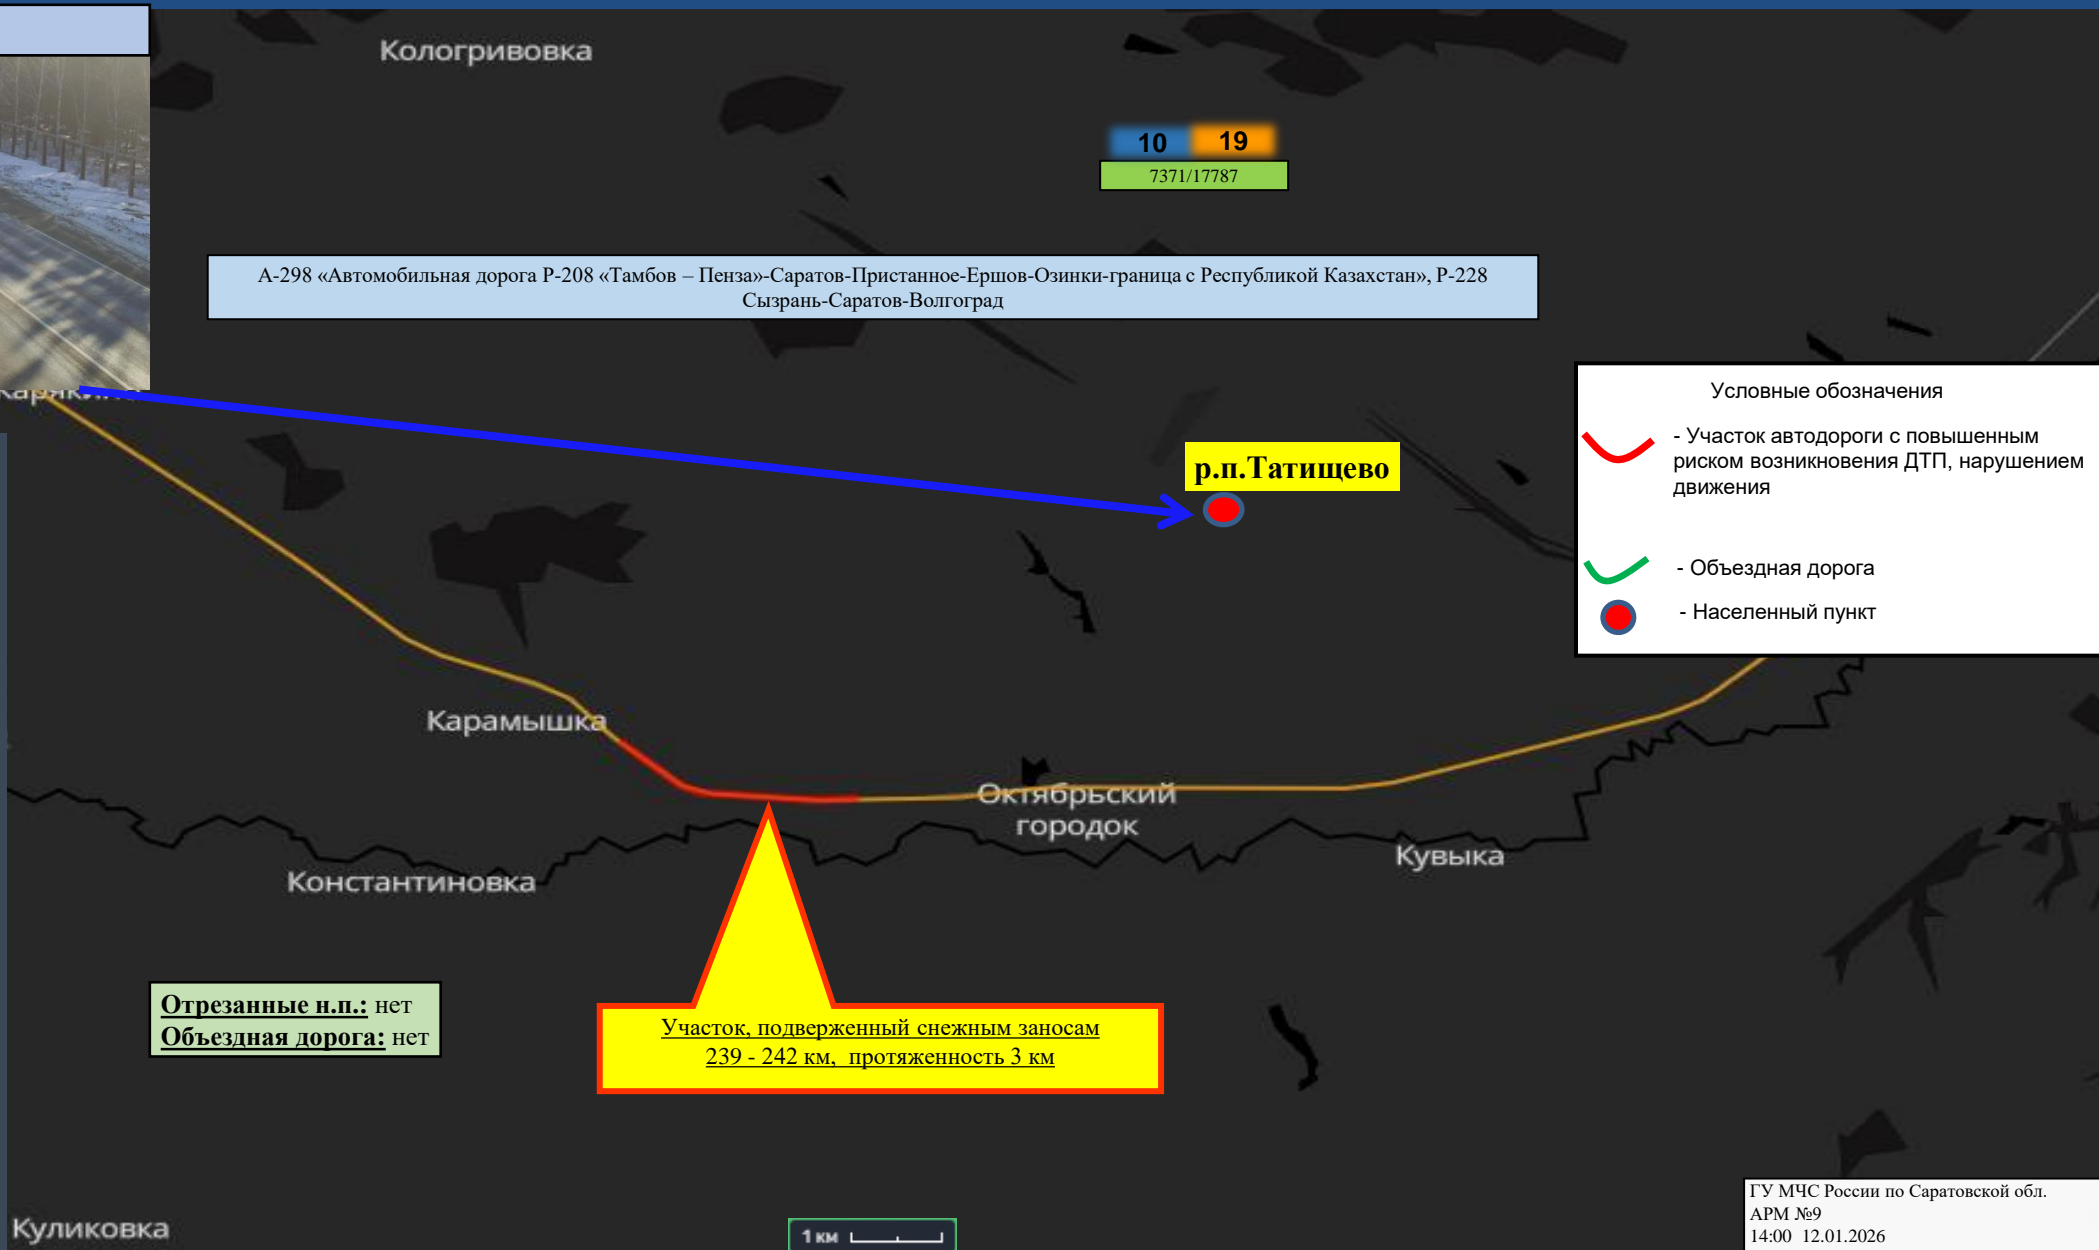 Кологривовка
10 19
7371/17787
А-298 «Автомобильная дорога Р-208 «Тамбов – Пенза»-Саратов-Пристанное-Ершов-Озинки-граница с Республикой Казахстан», Р-228
Сызрань-Саратов-Волгоград
Условные обозначения
- Участок автодороги с повышенным
риском возникновения ДТП, нарушением
движения
- Объездная дорога
- Населенный пункт
р.п.Татищево
Карамышка
Октябрьский
городок
Кувыка
Константиновка
Отрезанные н.п.: нет
Объездная дорога: нет
Участок, подверженный снежным заносам
239 - 242 км, протяженность 3 км
Куликовка
1 км
ГУ МЧС России по Саратовской обл.
АРМ №9
14:00 12.01.2026